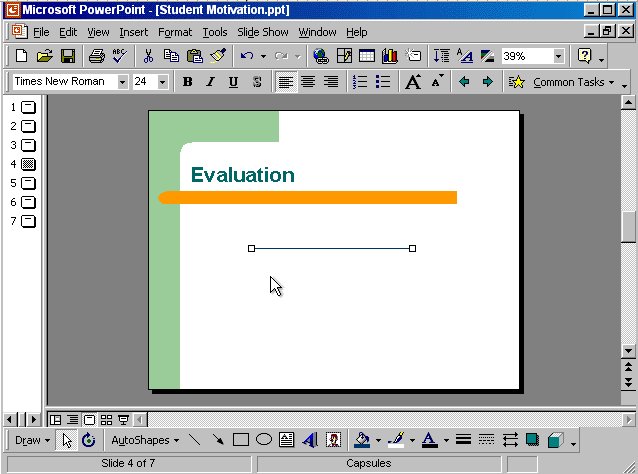 Microsoft PowerPoint - [Student Motivation.ppt]
File Edit View Insert Format Tools Slide Show Window Help
ABC 39% ?
Times New Roman 24 B I U S A A Common Tasks
1
2
3
4
5
6
7
Evaluation
Draw AutoShapes A A
Slide 4 of 7 Capsules